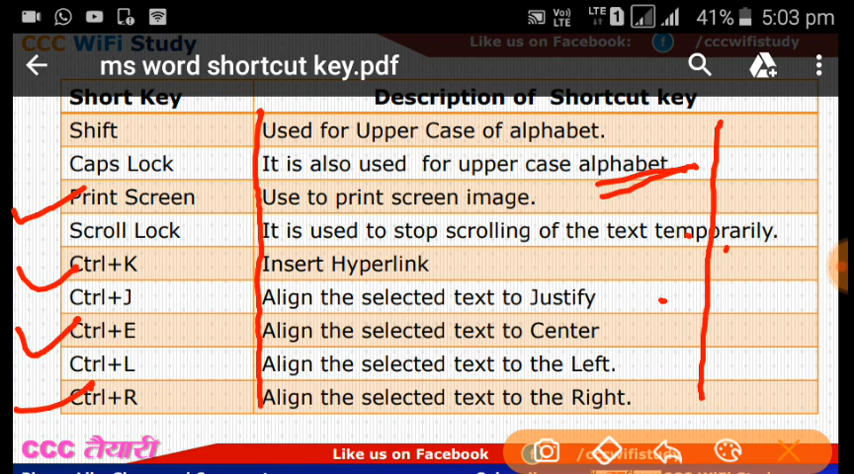 Vo))
LTE LTE 1 41% 5:03 pm
CCC WiFi Study Like us on Facebook: f /cccwifistudy
ms word shortcut key.pdf
Short Key Description of Shortcut key
Shift Used for Upper Case of alphabet.
Caps Lock It is also used for upper case alphabet
Print Screen Use to print screen image.
Scroll Lock It is used to stop scrolling of the text temporarily.
Ctrl+K Insert Hyperlink
Ctrl+J Align the selected text to Justify
Ctrl+E Align the selected text to Center
Ctrl+L Align the selected text to the Left.
Ctrl+R Align the selected text to the Right.
CCC तैयारी Like us on Facebook /cccwifistudy